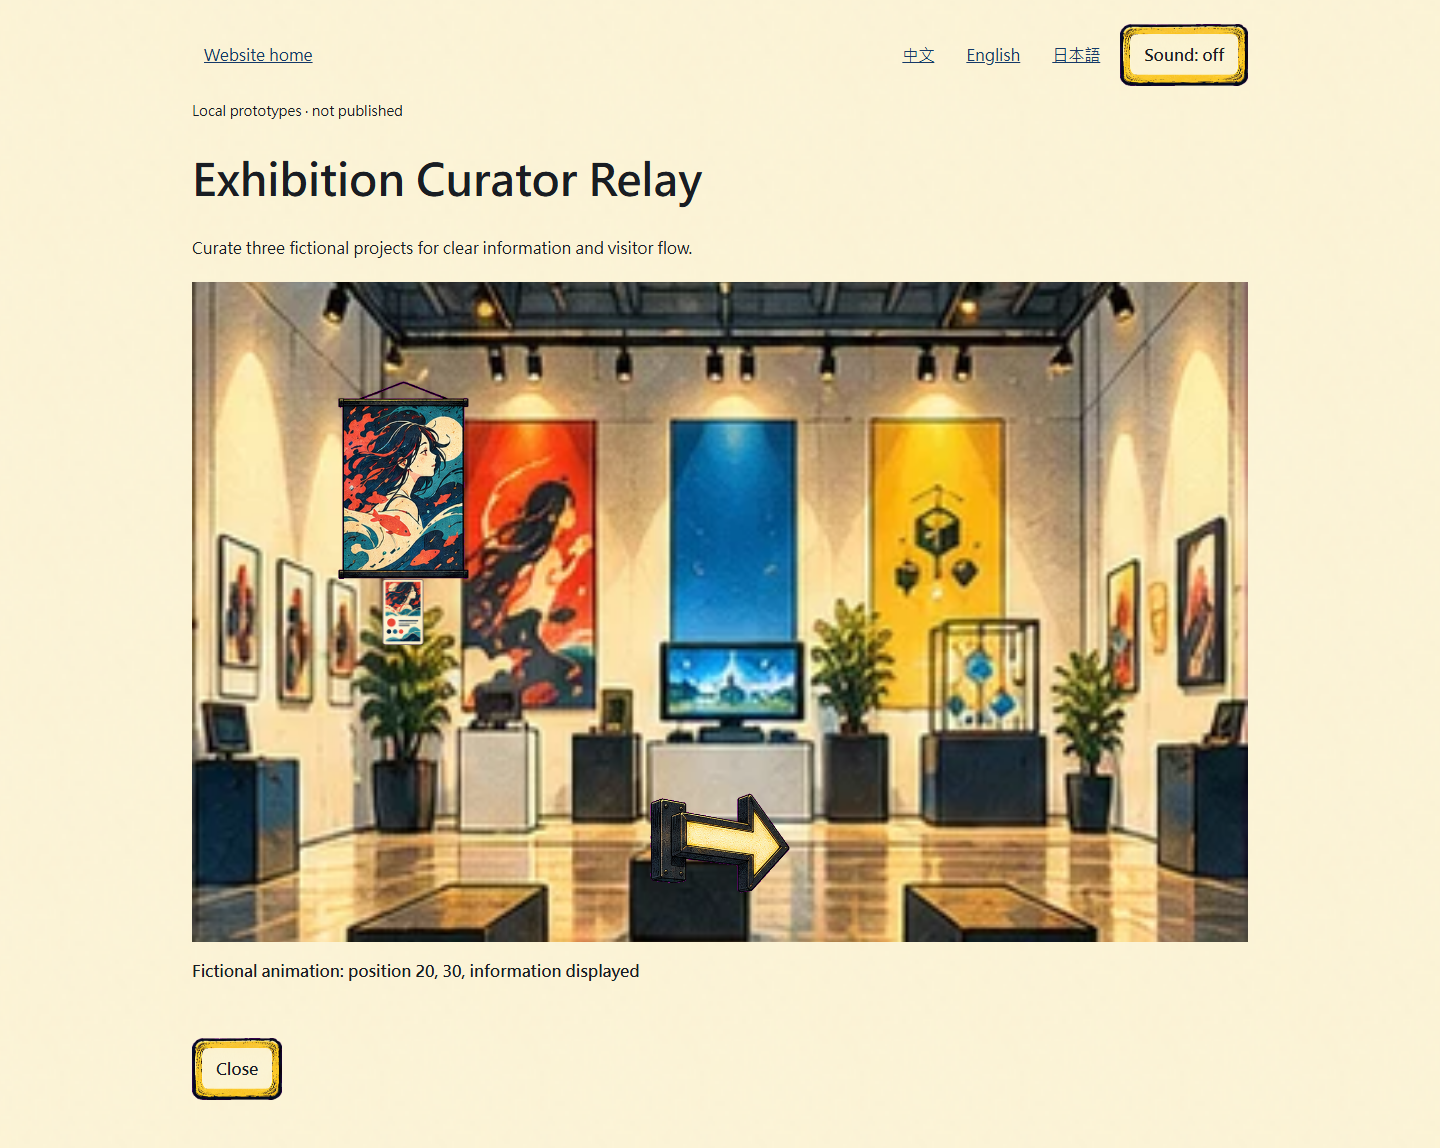 Website home
中文 English 日本語 Sound: off
Local prototypes · not published
Exhibition Curator Relay
Curate three fictional projects for clear information and visitor flow.
Fictional animation: position 20, 30, information displayed
Close